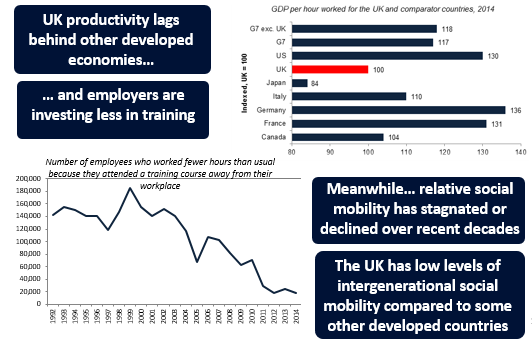 UK productivity lags
behind other developed
economies...
... and employers are
investing less in training
GDP per hour worked for the UK and comparator countries, 2014
Indexed, UK = 100
G7 exc. UK 118
G7 117
US 130
UK 100
Japan 84
Italy 110
Germany 136
France 131
Canada 104
80 90 100 110 120 130 140
Number of employees who worked fewer hours than usual
because they attended a training course away from their
workplace
200,000
180,000
160,000
140,000
120,000
100,000
80,000
60,000
40,000
20,000
0
1992 1993 1994 1995 1996 1997 1998 1999 2000 2001 2002 2003 2004 2005 2006 2007 2008 2009 2010 2011 2012 2013 2014
Meanwhile... relative social
mobility has stagnated or
declined over recent decades
The UK has low levels of
intergenerational social
mobility compared to some
other developed countries